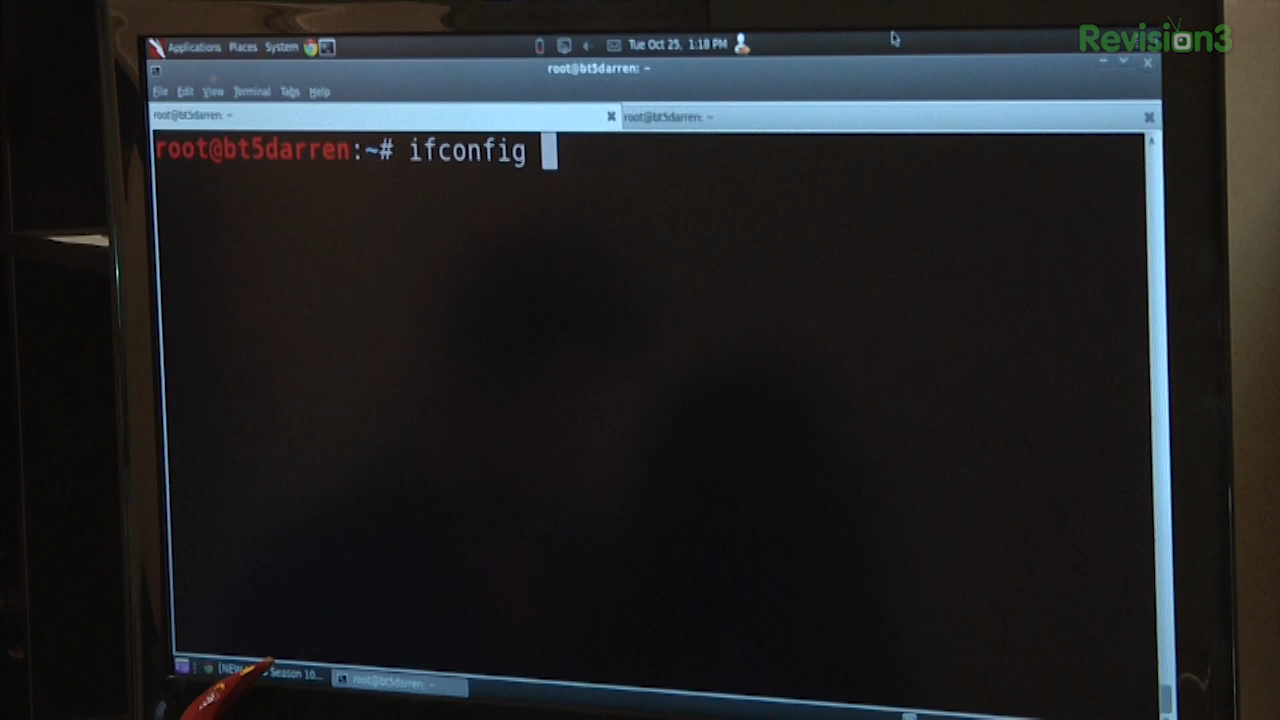 Revision3
Applications Places System Tue Oct 25, 1:18 PM
root@bt5darren: ~
File Edit View Terminal Tabs Help
root@bt5darren: ~ root@bt5darren: ~
root@bt5darren:~# ifconfig
Season 10... root@bt5darren: ~